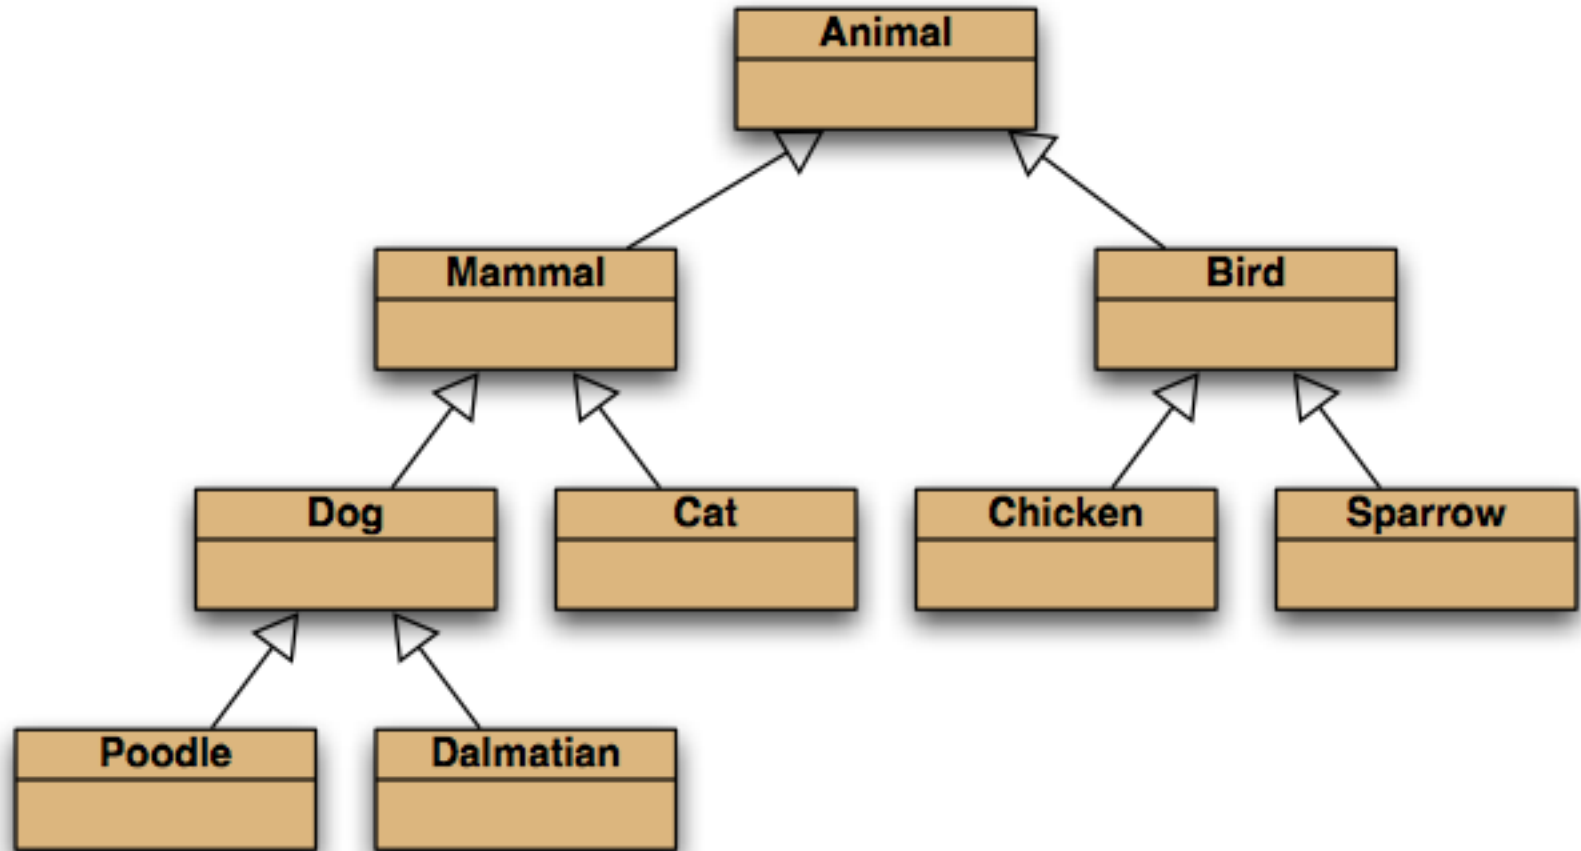 Animal
Mammal
Bird
Dog
Cat
Chicken
Sparrow
Poodle
Dalmatian